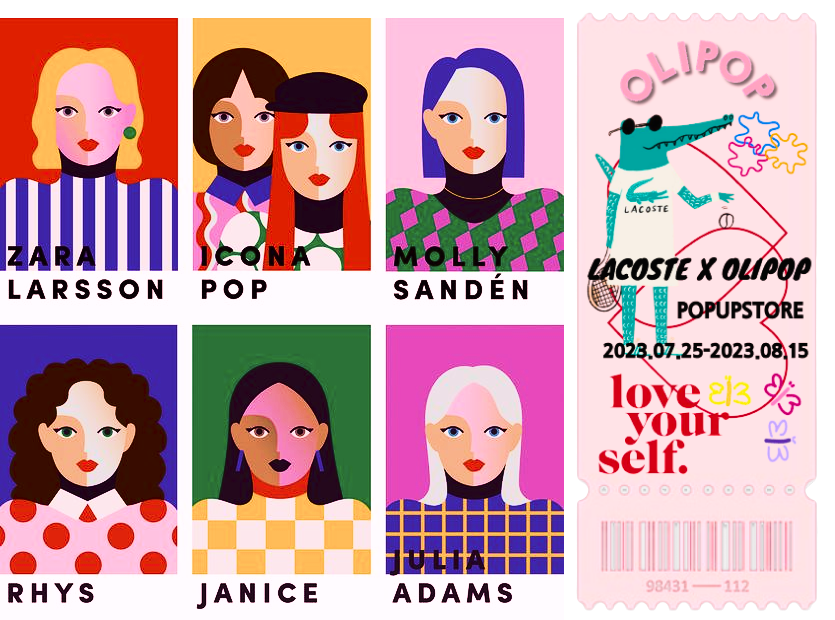 ZARA
LARSSON
ICONA
POP
MOLLY
SANDÉN
RHYS
JANICE
JULIA
ADAMS
OLIPOP
LACOSTE
LACOSTE X OLIPOP
POPUPSTORE
2023.07.25-2023.08.15
love
your
self.
98431 — 112